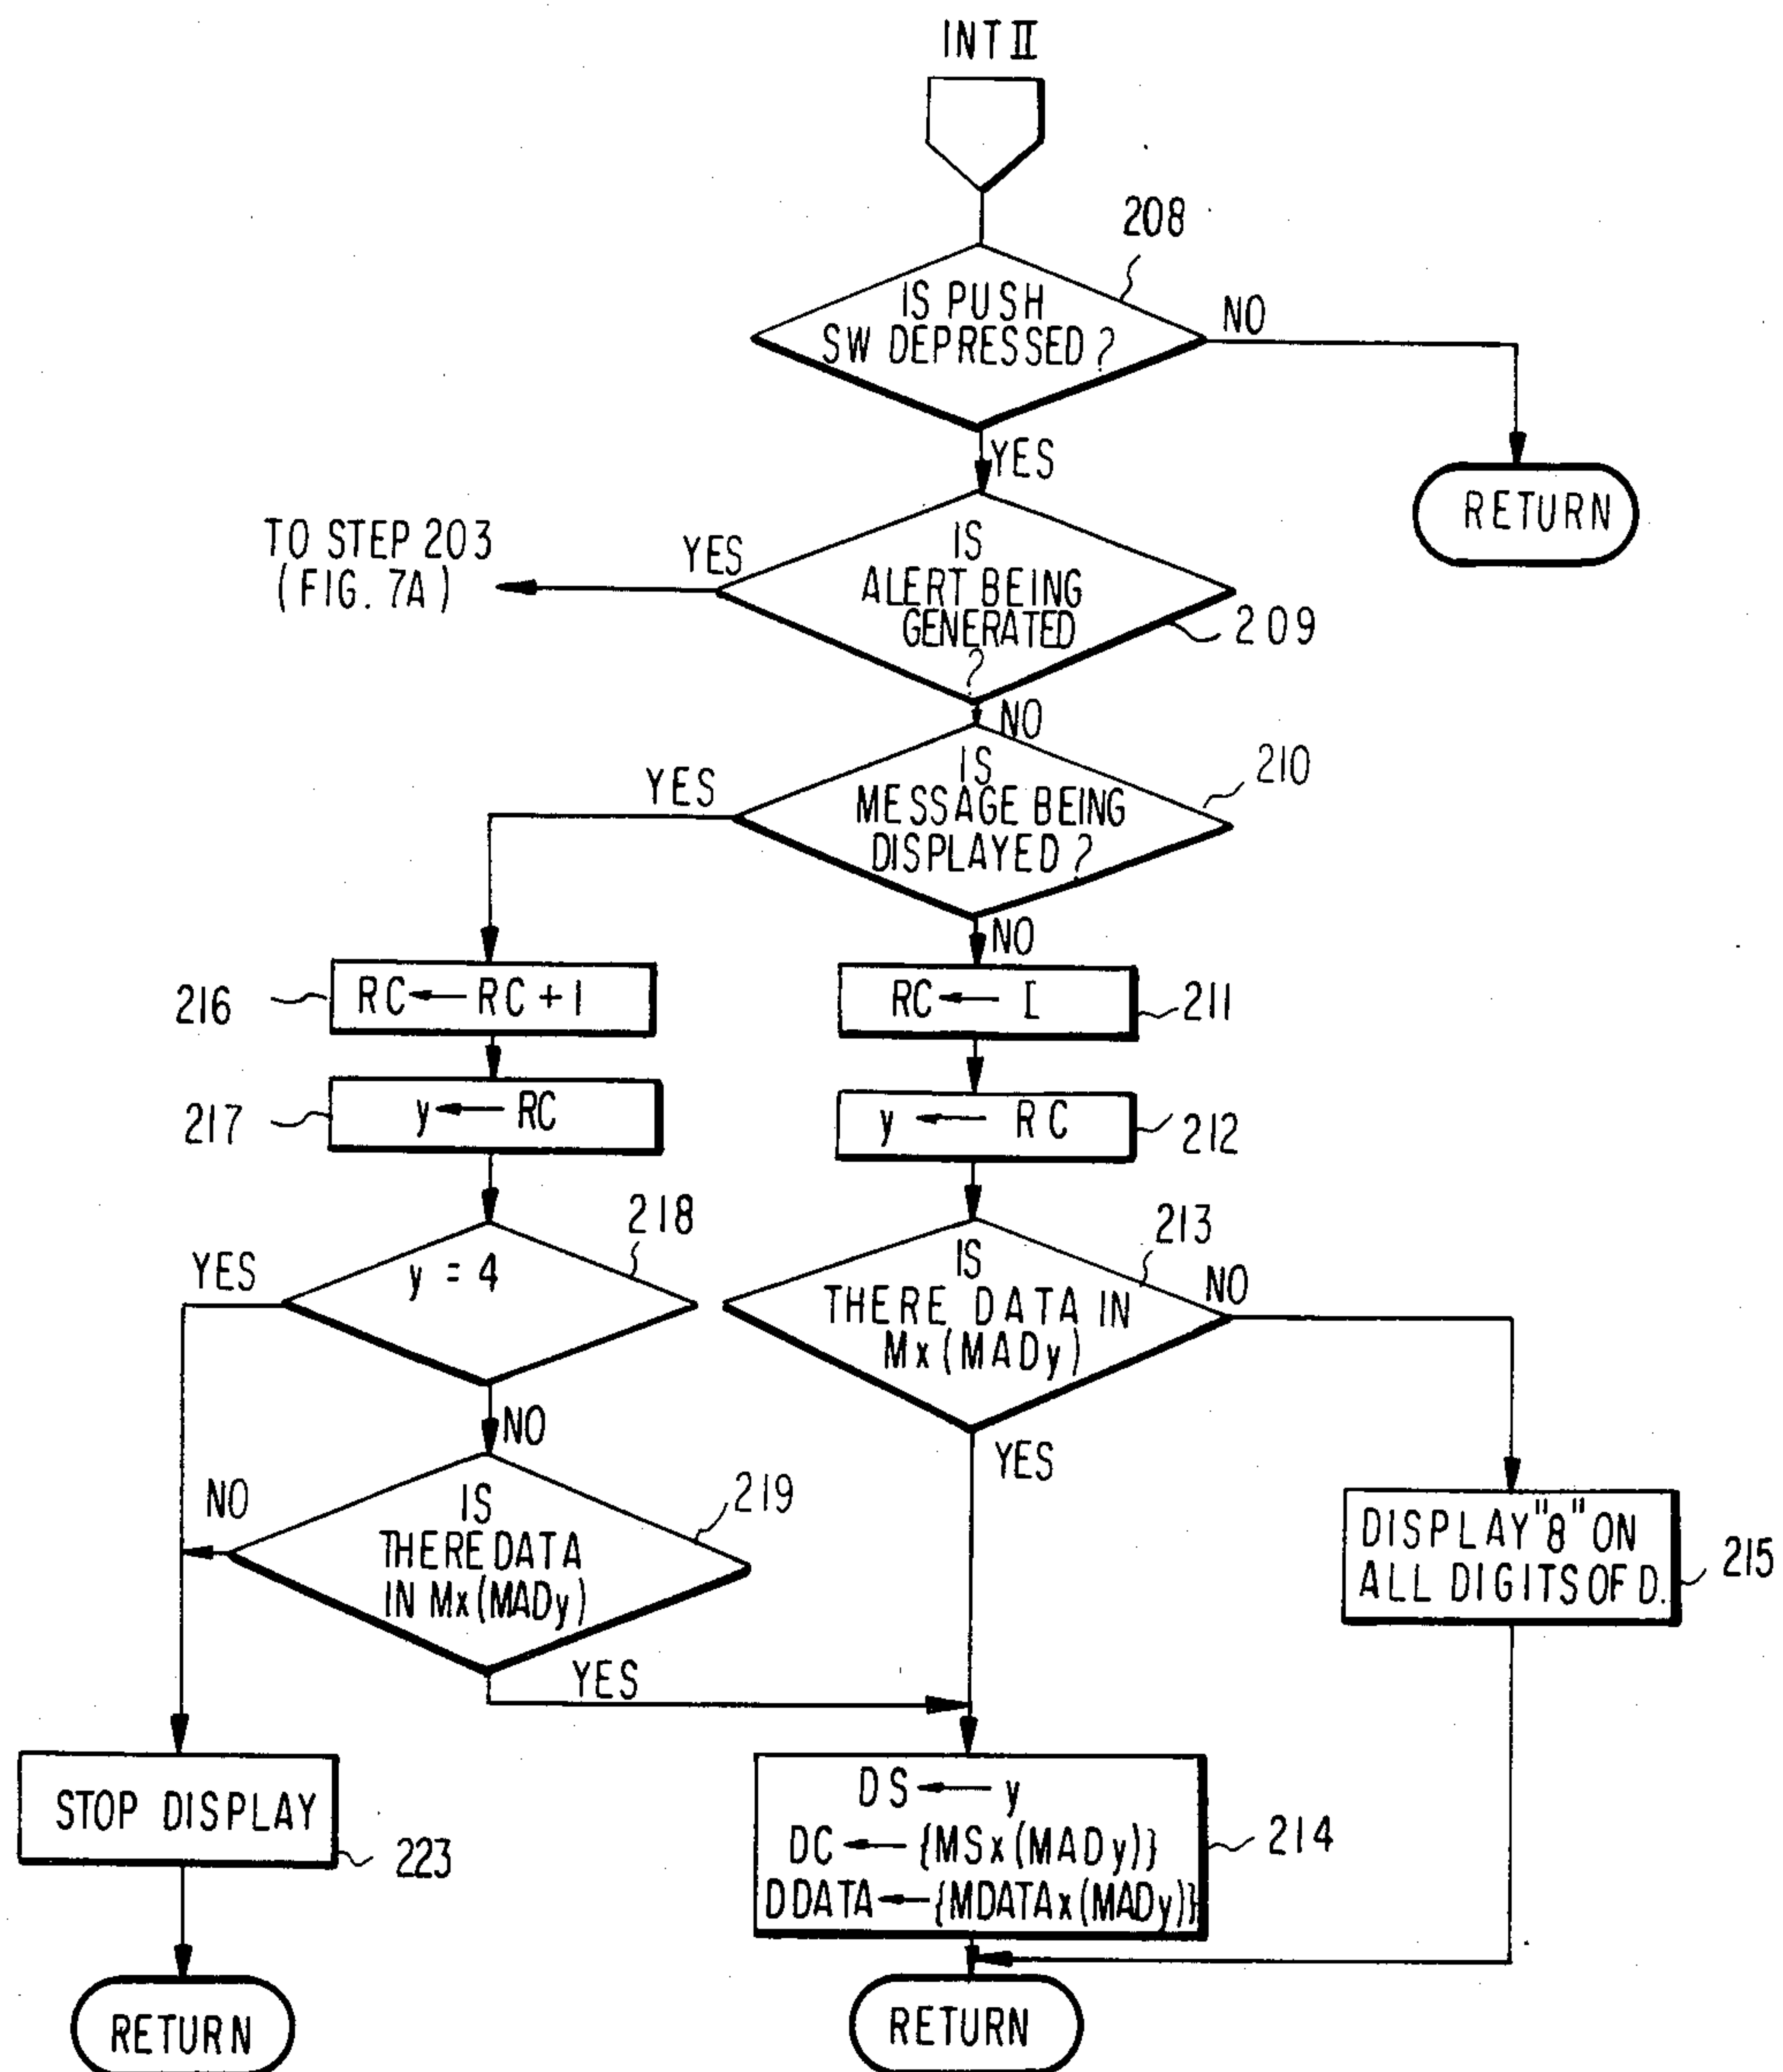 INT II
208
IS PUSH
SW DEPRESSED ?
NO
YES
RETURN
TO STEP 203
(FIG. 7A)
YES
IS
ALERT BEING
GENERATED
?
209
NO
YES
IS
MESSAGE BEING
DISPLAYED ?
210
NO
216
RC ← RC + 1
RC ← I
211
217
y ← RC
y ← RC
212
218
y = 4
YES
NO
213
IS
THERE DATA IN
Mx (MADy)
NO
YES
219
IS
THERE DATA
IN Mx (MADy)
NO
YES
DISPLAY "8" ON
ALL DIGITS OF D.
215
STOP DISPLAY
223
DS ← y
DC ← {MSx (MADy)}
DDATA ← {MDATAx (MADy)}
214
RETURN
RETURN